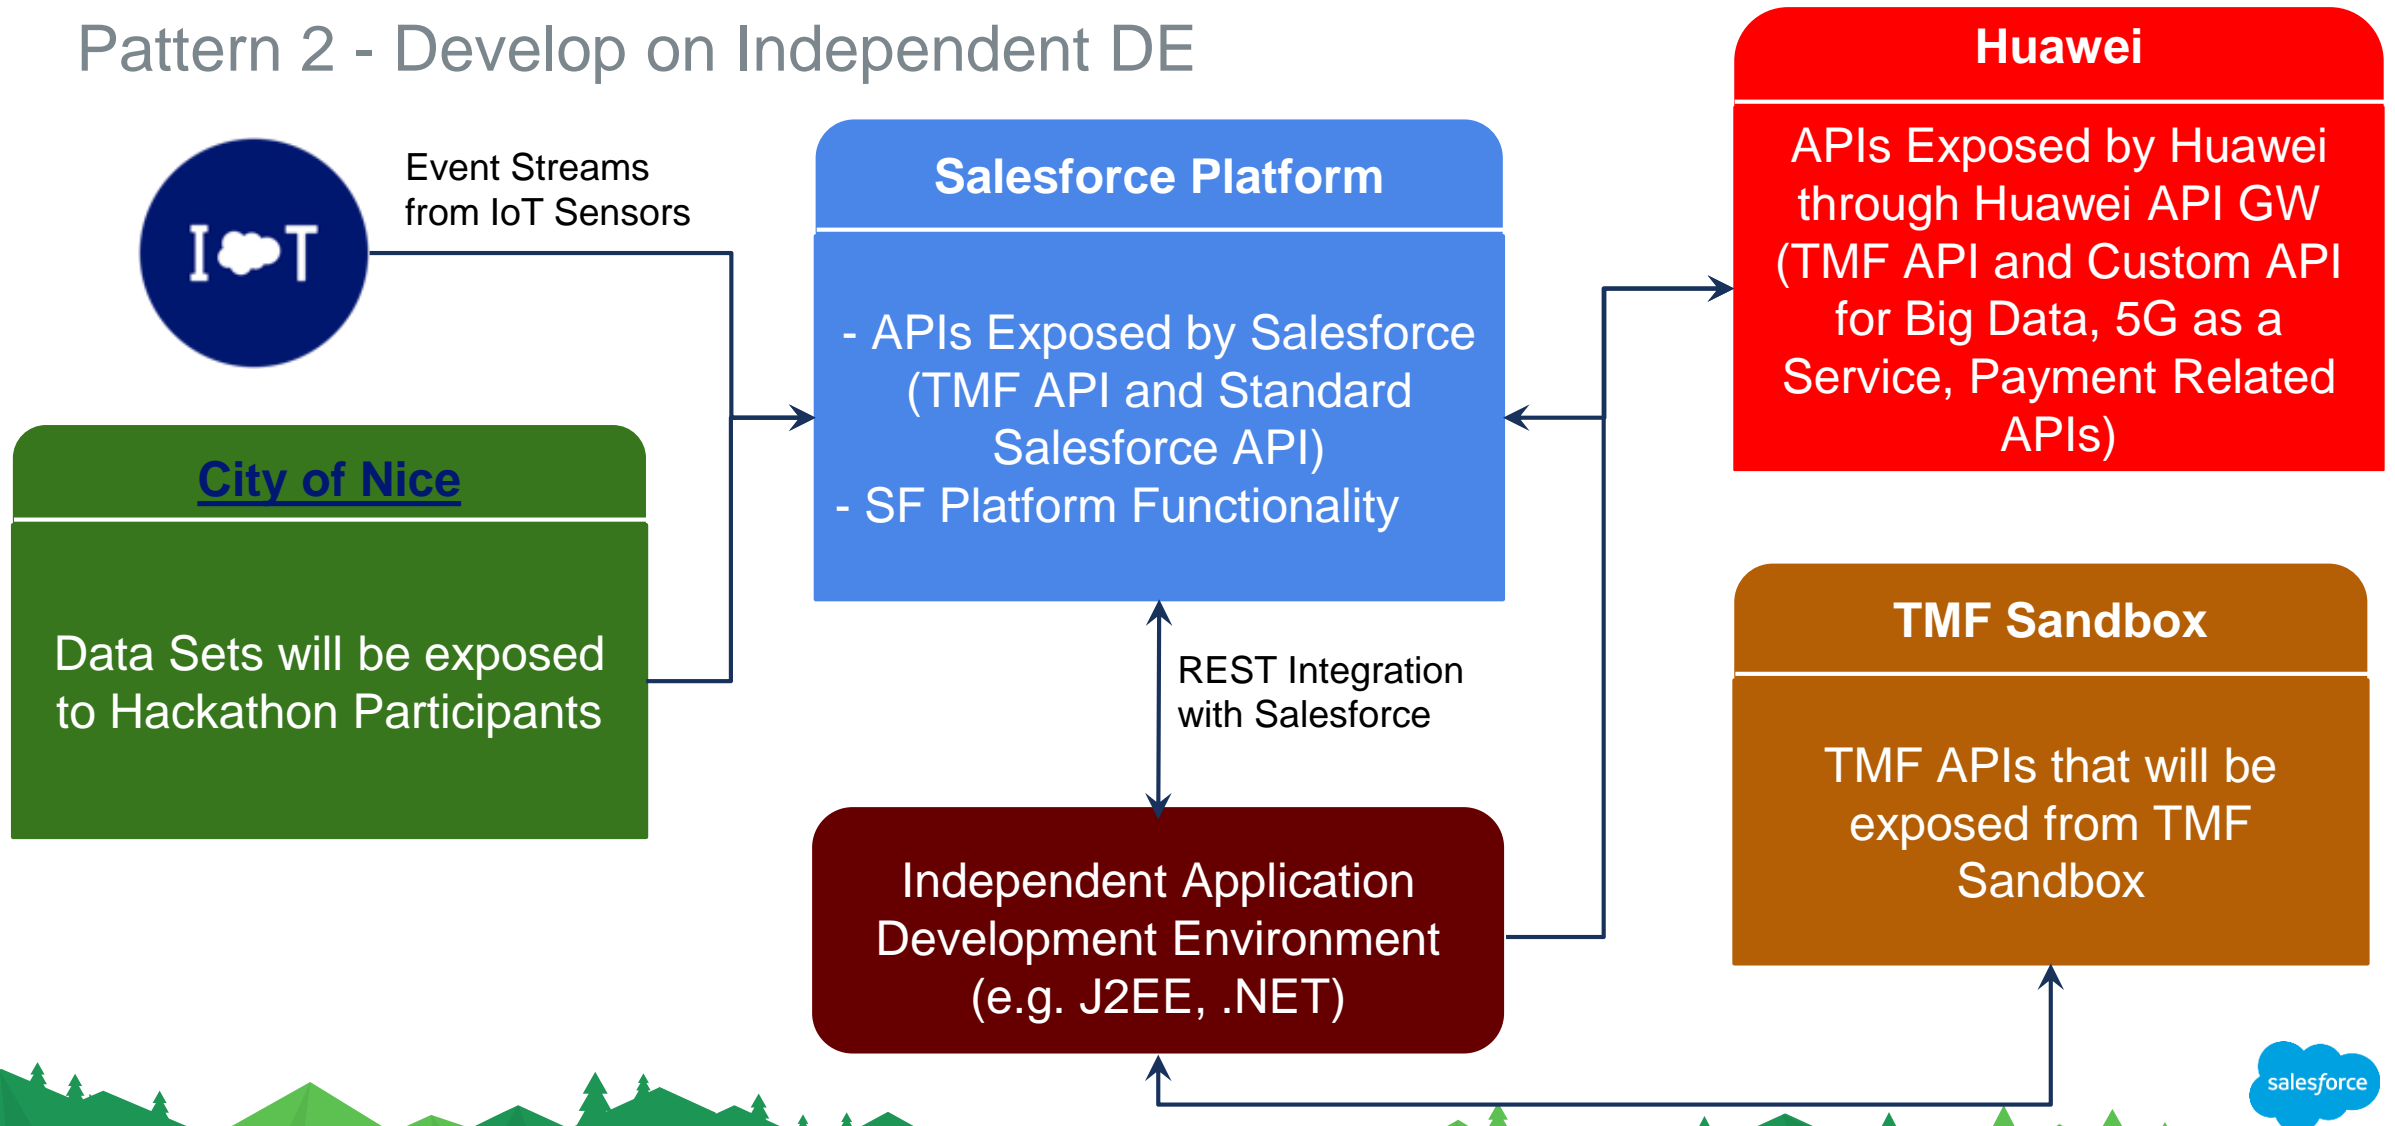 Pattern 2 - Develop on Independent DE
IoT
Event Streams
from IoT Sensors
City of Nice
Data Sets will be exposed
to Hackathon Participants
Salesforce Platform
- APIs Exposed by Salesforce
(TMF API and Standard
Salesforce API)
- SF Platform Functionality
REST Integration
with Salesforce
Independent Application
Development Environment
(e.g. J2EE, .NET)
Huawei
APIs Exposed by Huawei
through Huawei API GW
(TMF API and Custom API
for Big Data, 5G as a
Service, Payment Related
APIs)
TMF Sandbox
TMF APIs that will be
exposed from TMF
Sandbox
salesforce